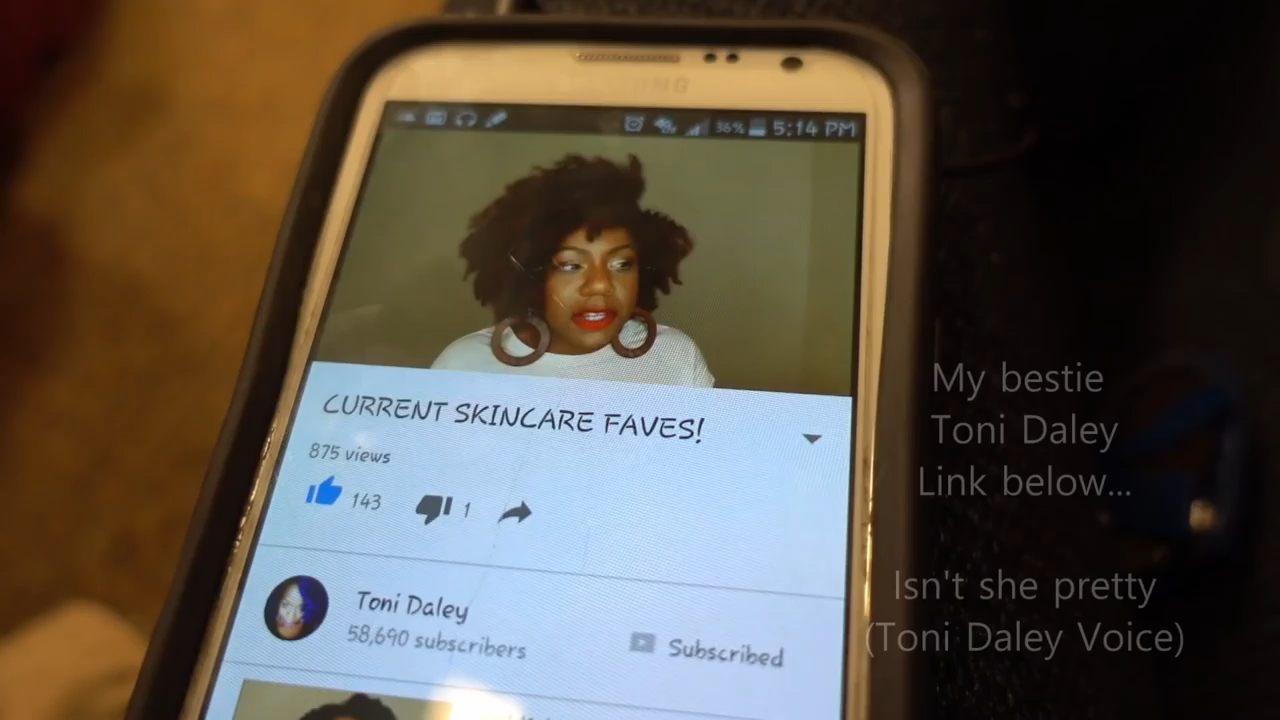 5:14 PM
36%
CURRENT SKINCARE FAVES!
875 views
143
1
Toni Daley
58,690 subscribers
Subscribed
My bestie
Toni Daley
Link below...
Isn't she pretty
(Toni Daley Voice)